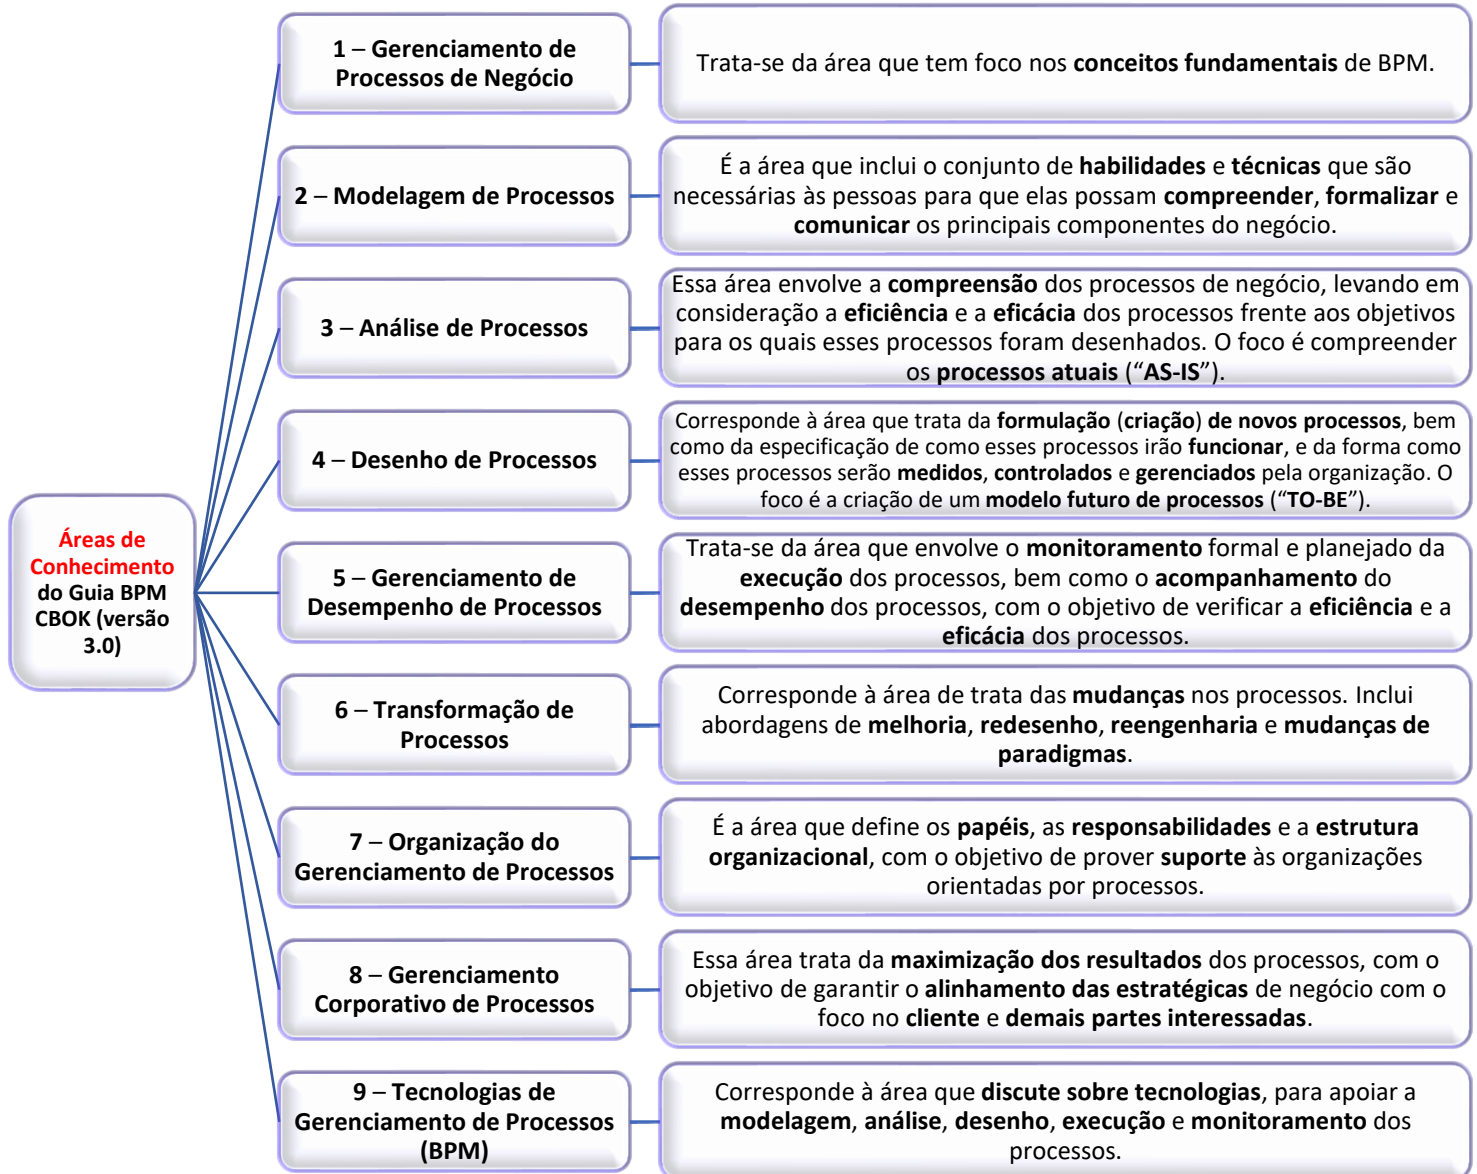 1 – Gerenciamento de
Processos de Negócio
Trata-se da área que tem foco nos conceitos fundamentais de BPM.
2 – Modelagem de Processos
É a área que inclui o conjunto de habilidades e técnicas que são
necessárias às pessoas para que elas possam compreender, formalizar e
comunicar os principais componentes do negócio.
3 – Análise de Processos
Essa área envolve a compreensão dos processos de negócio, levando em
consideração a eficiência e a eficácia dos processos frente aos objetivos
para os quais esses processos foram desenhados. O foco é compreender
os processos atuais (“AS-IS”).
4 – Desenho de Processos
Corresponde à área que trata da formulação (criação) de novos processos, bem
como da especificação de como esses processos irão funcionar, e da forma como
esses processos serão medidos, controlados e gerenciados pela organização. O
foco é a criação de um modelo futuro de processos (“TO-BE”).
Áreas de
Conhecimento
do Guia BPM
CBOK (versão
3.0)
5 – Gerenciamento de
Desempenho de Processos
Trata-se da área que envolve o monitoramento formal e planejado da
execução dos processos, bem como o acompanhamento do
desempenho dos processos, com o objetivo de verificar a eficiência e a
eficácia dos processos.
6 – Transformação de
Processos
Corresponde à área de trata das mudanças nos processos. Inclui
abordagens de melhoria, redesenho, reengenharia e mudanças de
paradigmas.
7 – Organização do
Gerenciamento de Processos
É a área que define os papéis, as responsabilidades e a estrutura
organizacional, com o objetivo de prover suporte às organizações
orientadas por processos.
8 – Gerenciamento
Corporativo de Processos
Essa área trata da maximização dos resultados dos processos, com o
objetivo de garantir o alinhamento das estratégicas de negócio com o
foco no cliente e demais partes interessadas.
9 – Tecnologias de
Gerenciamento de Processos
(BPM)
Corresponde à área que discute sobre tecnologias, para apoiar a
modelagem, análise, desenho, execução e monitoramento dos
processos.